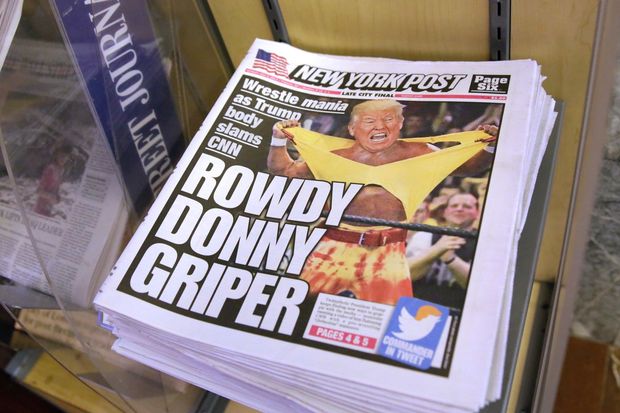 REET JOURNA
NEW YORK POST
LATE CITY FINAL
Page
Six
Wrestle mania
as Trump
body
slams
CNN
ROWDY
DONNY
GRIPER
PAGES 4 & 5
COMMANDER
IN TWEET